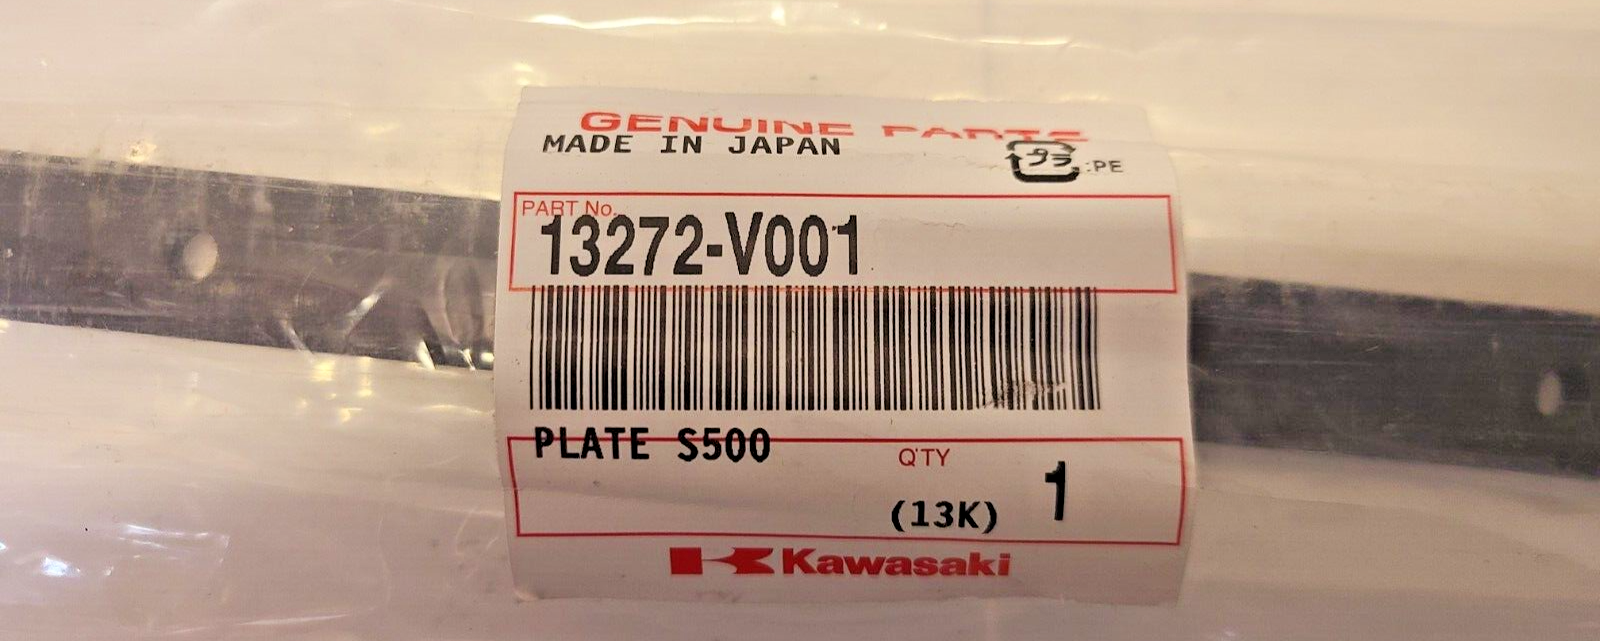 GENUINE PARTS
MADE IN JAPAN
プラ :PE
PART No.
13272-V001
PLATE S500
Q'TY
(13K) 1
Kawasaki